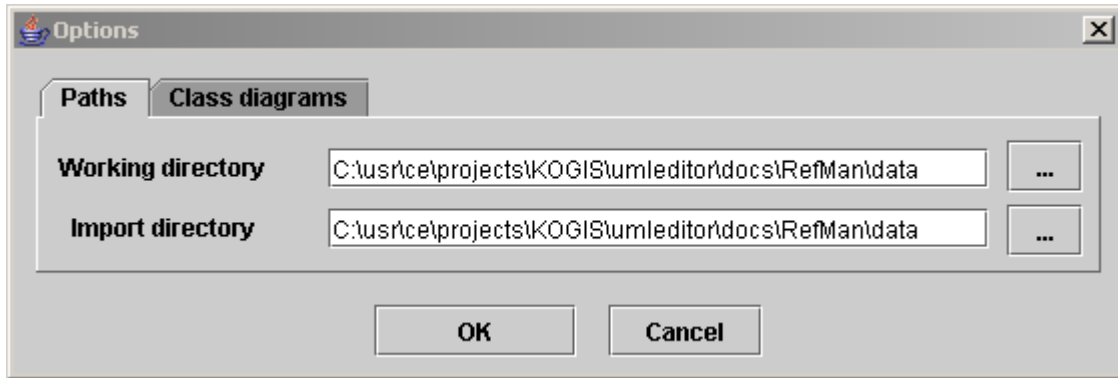 Options
Paths Class diagrams
Working directory C:\usr\ce\projects\KOGIS\umleditor\docs\RefMan\data ...
Import directory C:\usr\ce\projects\KOGIS\umleditor\docs\RefMan\data ...
OK Cancel